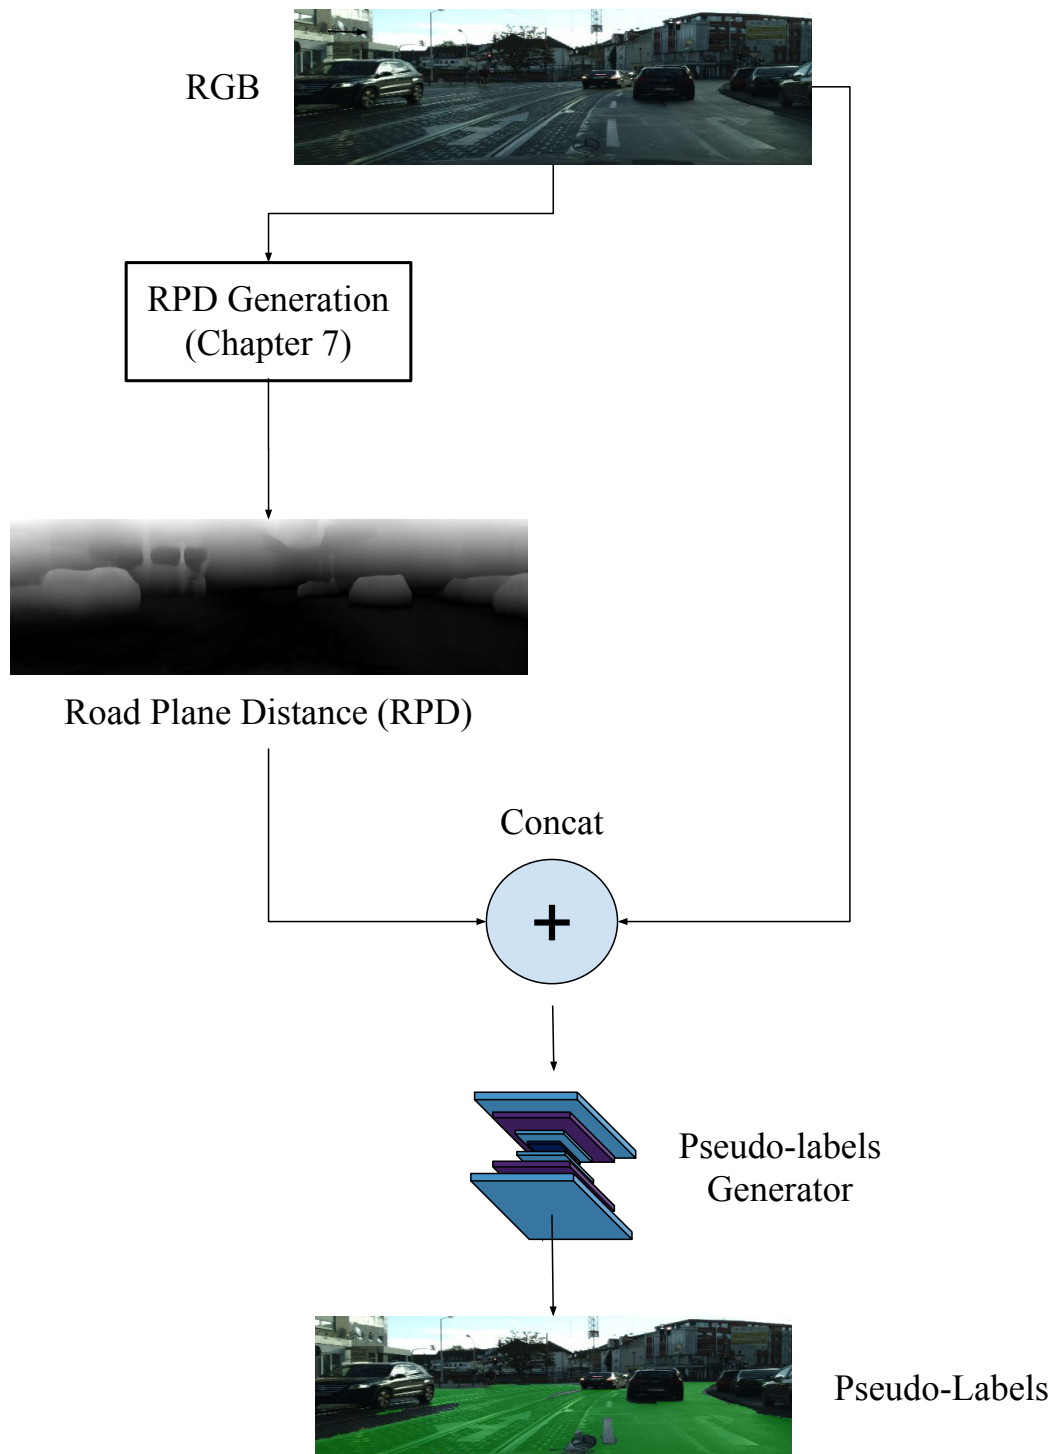 RGB
RPD Generation
(Chapter 7)
Road Plane Distance (RPD)
Concat
+
Pseudo-labels
Generator
Pseudo-Labels